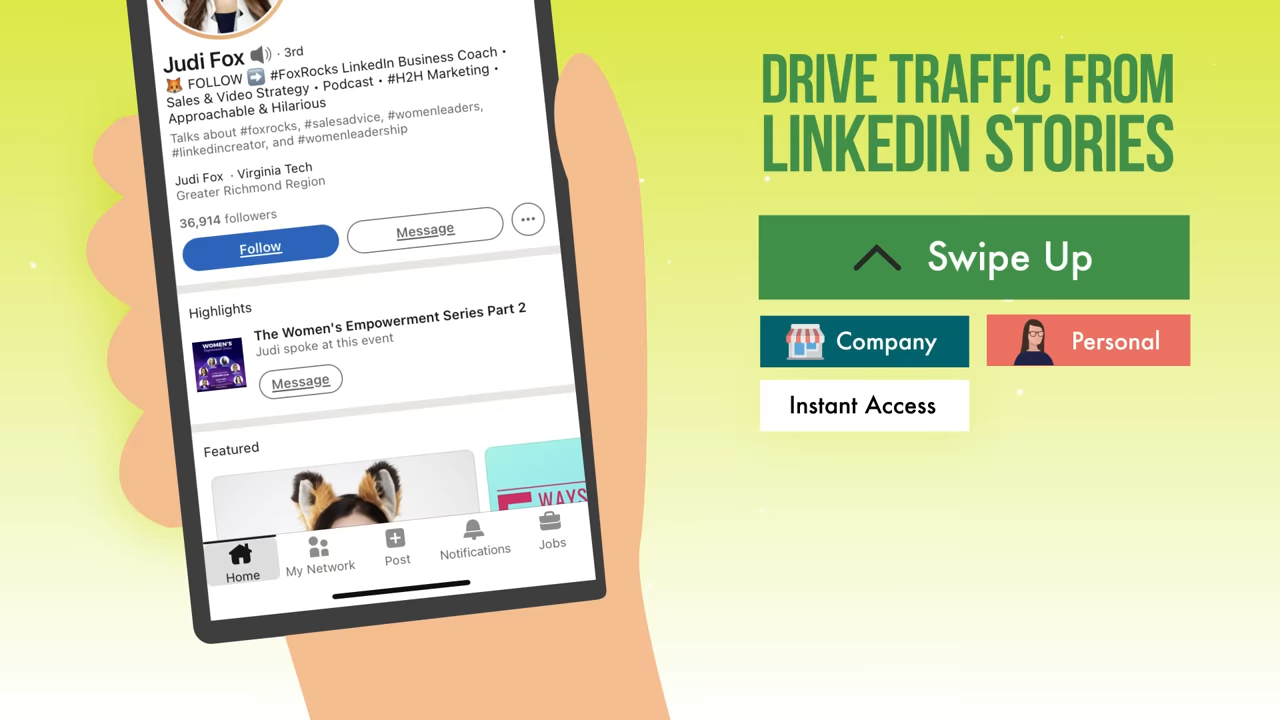 Judi Fox · 3rd
🦊 FOLLOW ➡️ #FoxRocks LinkedIn Business Coach •
Sales & Video Strategy • Podcast • #H2H Marketing •
Approachable & Hilarious
Talks about #foxrocks, #salesadvice, #womenleaders,
#linkedincreator, and #womenleadership
Judi Fox · Virginia Tech
Greater Richmond Region
36,914 followers
Follow
Message
Highlights
WOMEN'S
The Women's Empowerment Series Part 2
Judi spoke at this event
Message
Featured
5 WAYS
Home
My Network
Post
Notifications
Jobs
DRIVE TRAFFIC FROM
LINKEDIN STORIES
Swipe Up
Company
Personal
Instant Access